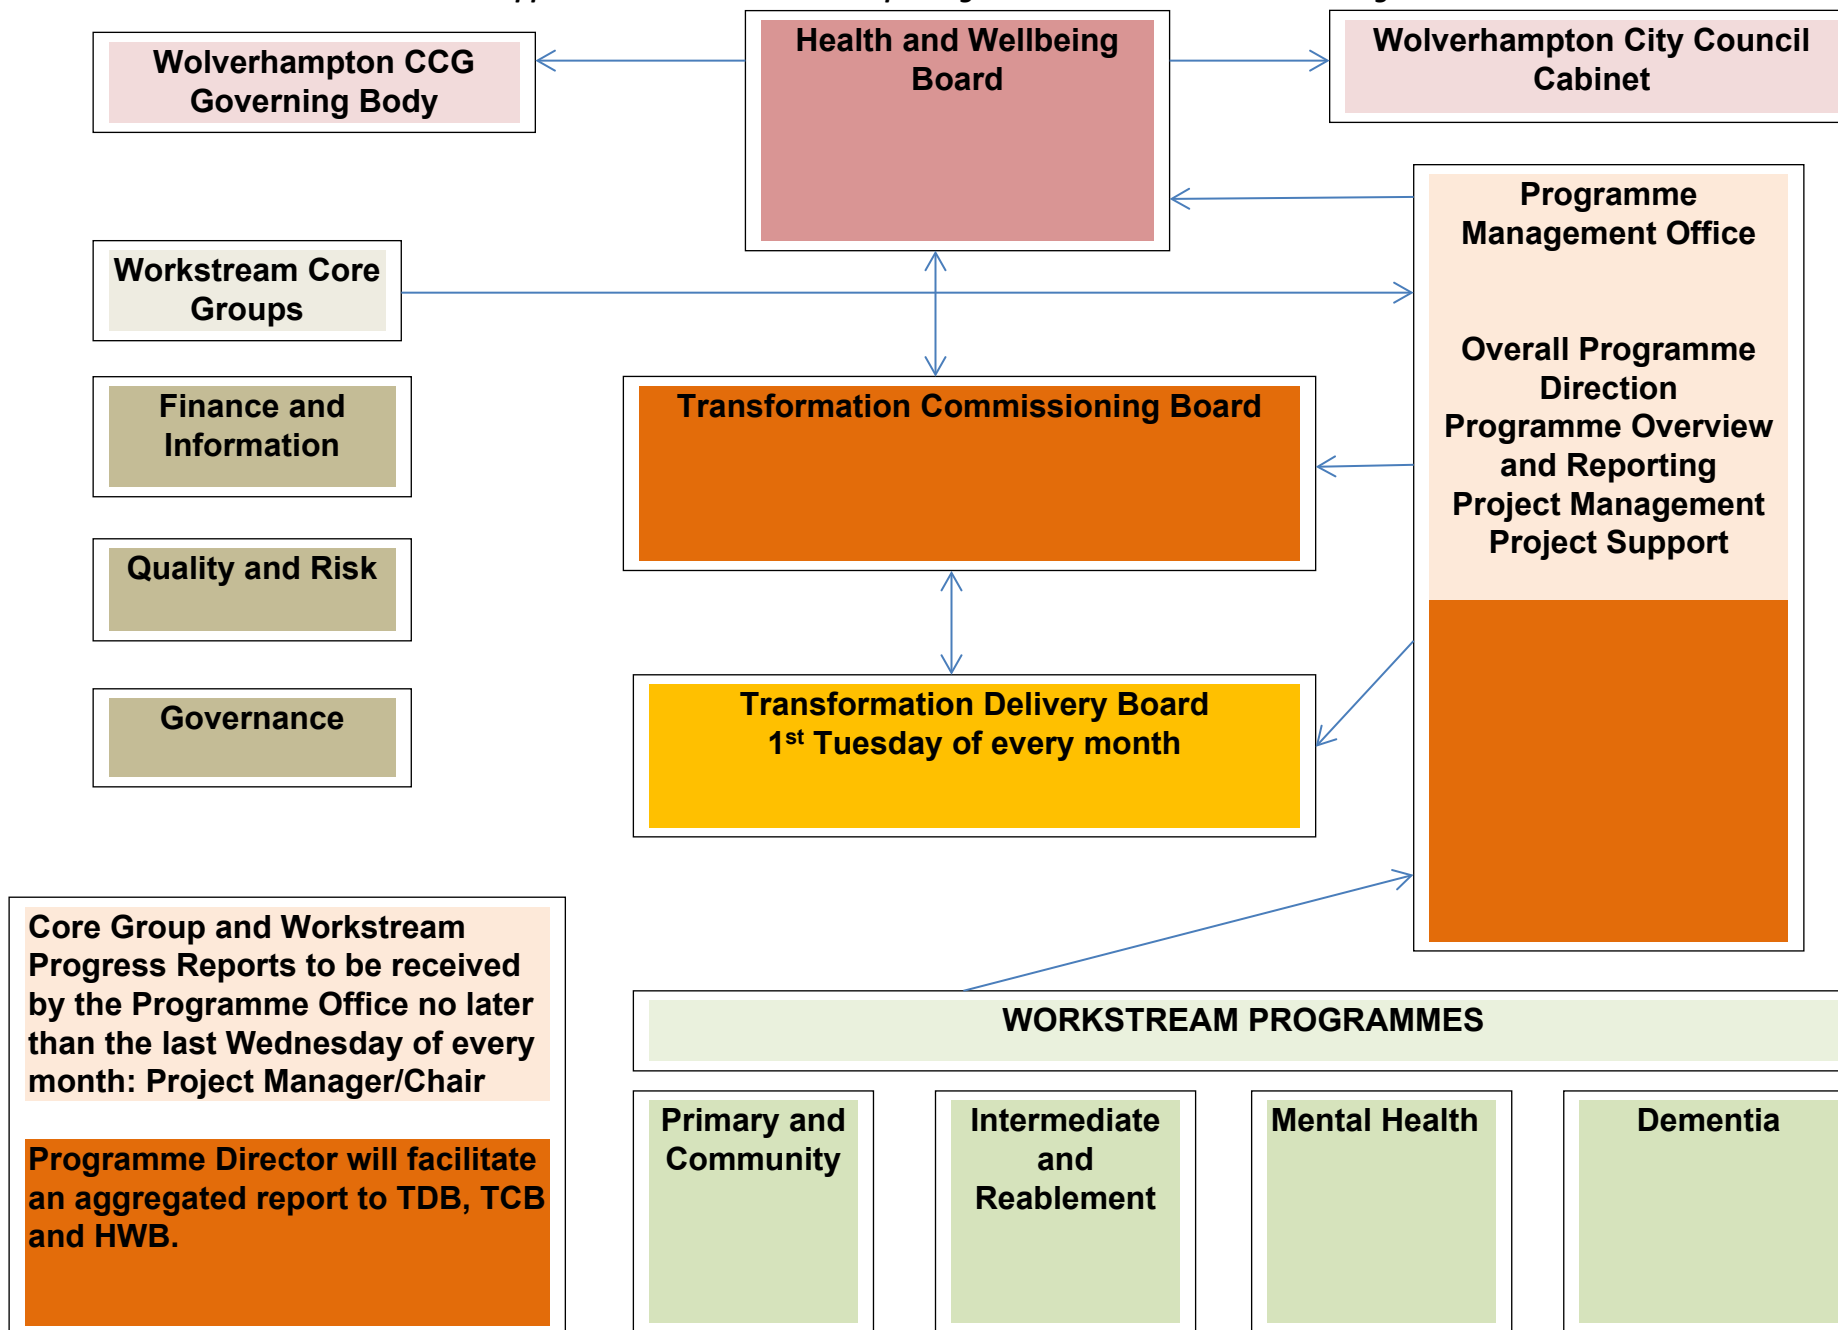 Wolverhampton CCG
Governing Body
Health and Wellbeing
Board
Wolverhampton City Council
Cabinet
Programme
Management Office
Overall Programme
Direction
Programme Overview
and Reporting
Project Management
Project Support
Workstream Core
Groups
Finance and
Information
Quality and Risk
Governance
Transformation Commissioning Board
Transformation Delivery Board
1st Tuesday of every month
Core Group and Workstream
Progress Reports to be received
by the Programme Office no later
than the last Wednesday of every
month: Project Manager/Chair
Programme Director will facilitate
an aggregated report to TDB, TCB
and HWB.
WORKSTREAM PROGRAMMES
Primary and
Community
Intermediate
and
Reablement
Mental Health
Dementia